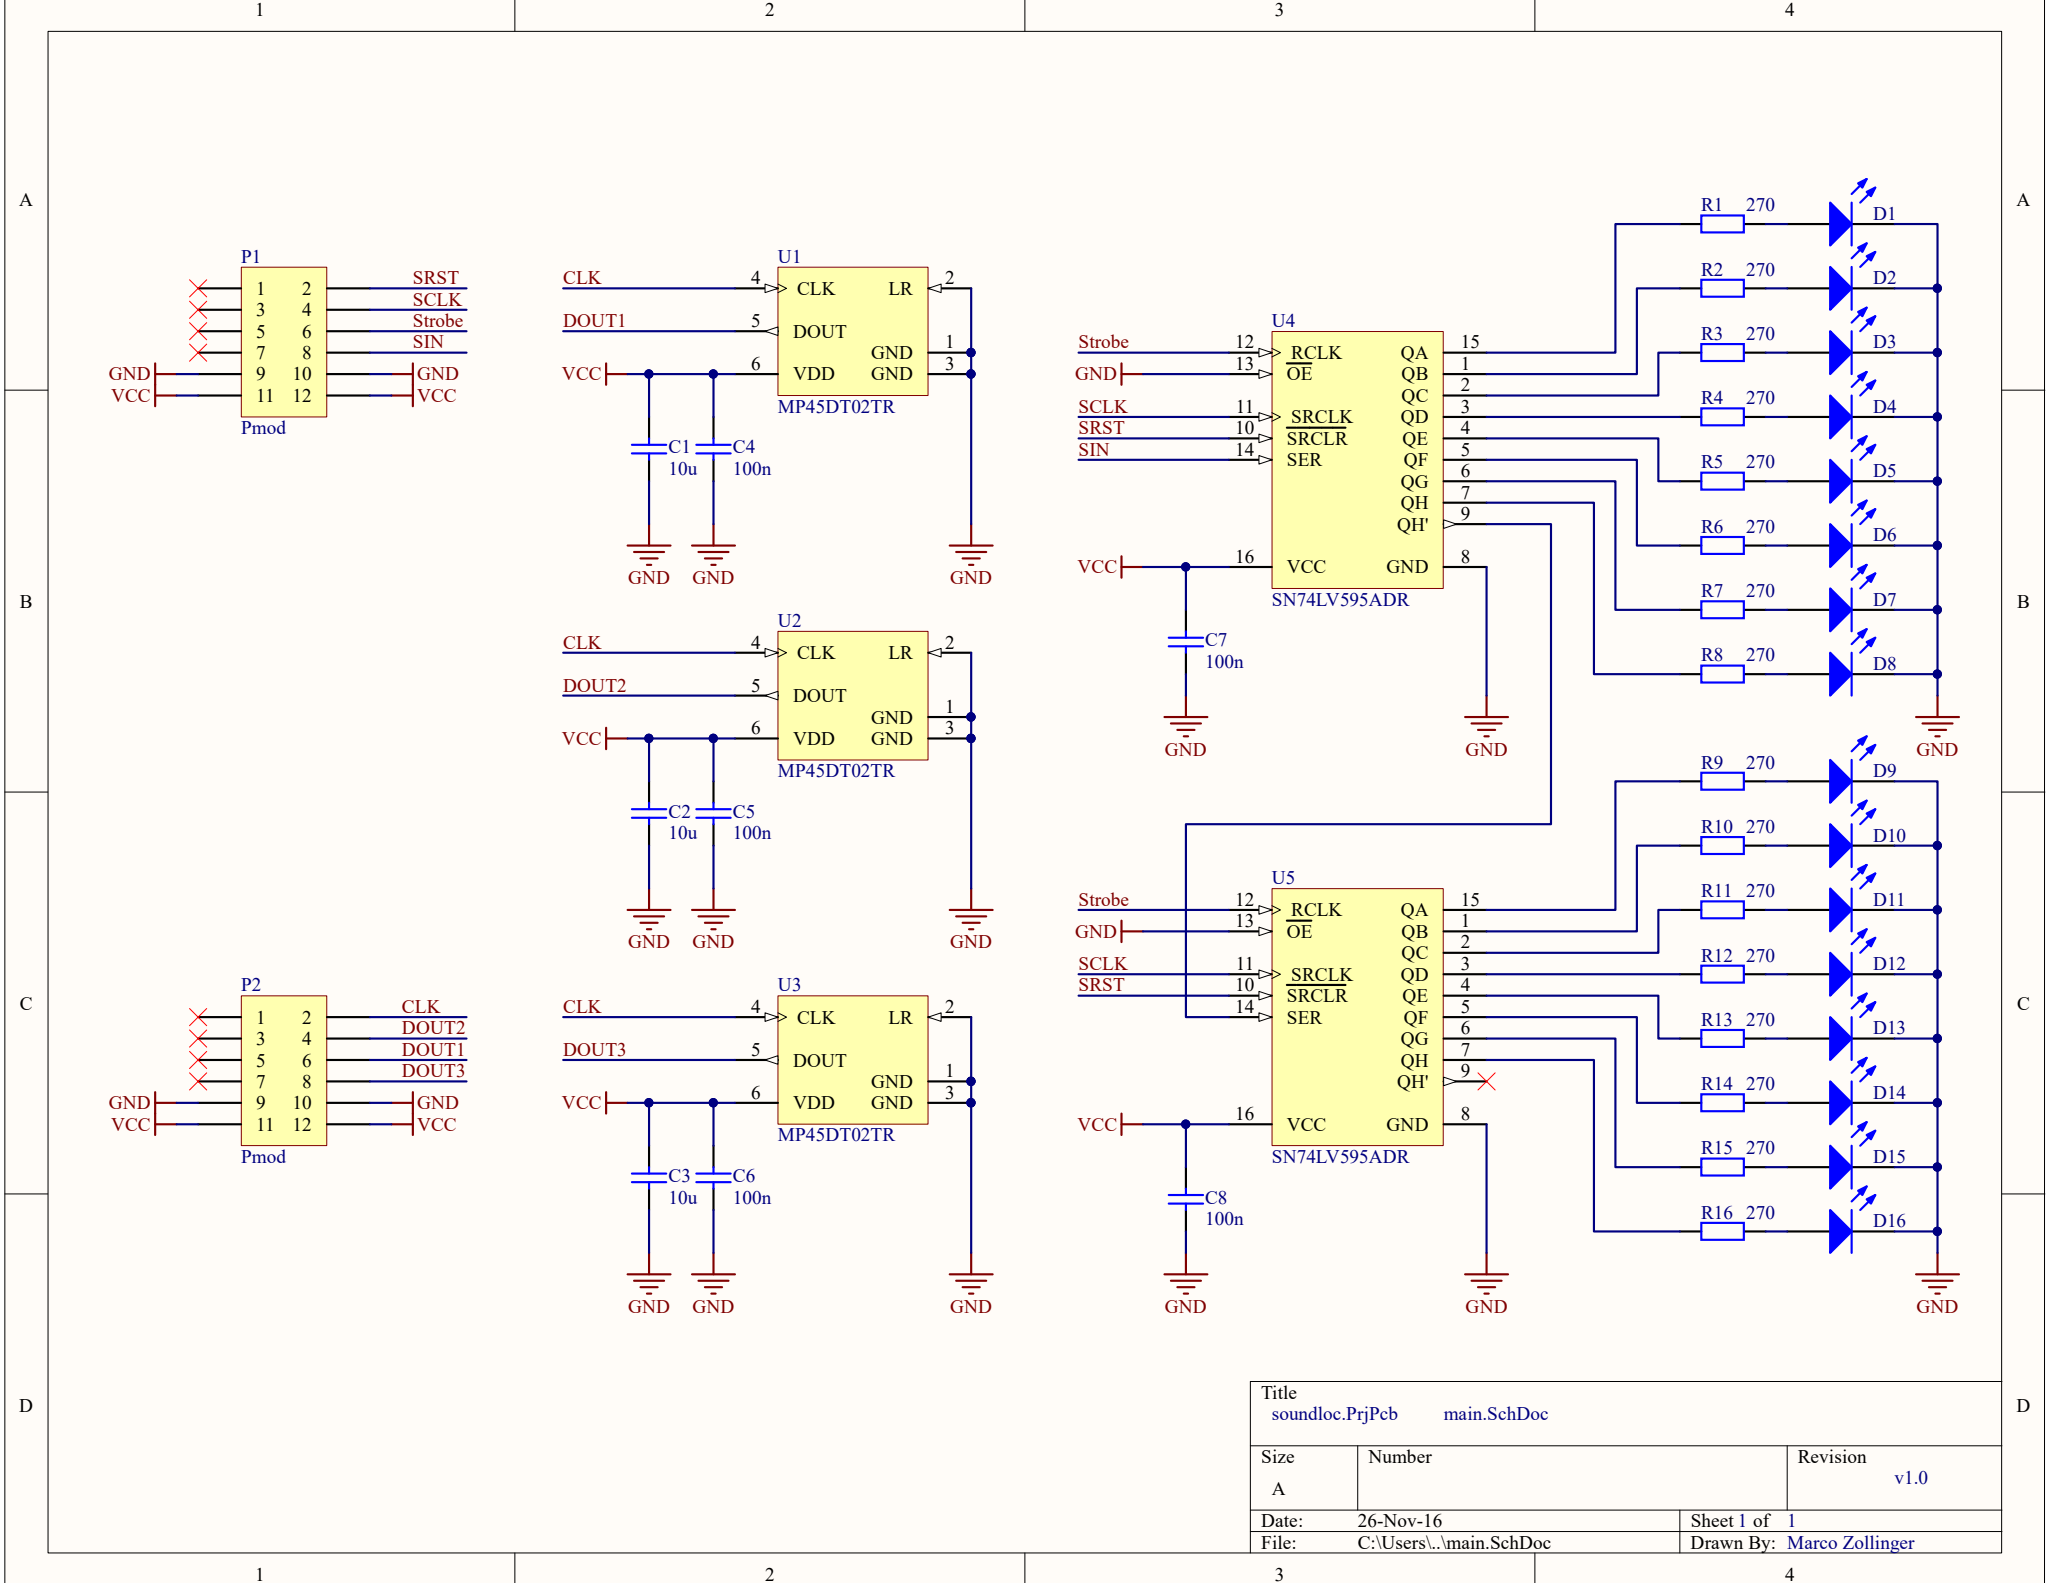 1 2 3 4
A A
B B
C C
D D
1 2 3 4
P1
1 2 SRST
3 4 SCLK
5 6 Strobe
7 8 SIN
GND 9 10 GND
VCC 11 12 VCC
Pmod
P2
1 2 CLK
3 4 DOUT2
5 6 DOUT1
7 8 DOUT3
GND 9 10 GND
VCC 11 12 VCC
Pmod
U1
CLK 4 CLK LR 2
DOUT1 5 DOUT
GND 1
VCC 6 VDD GND 3
MP45DT02TR
C1 C4
10u 100n
GND GND GND
U2
CLK 4 CLK LR 2
DOUT2 5 DOUT
GND 1
VCC 6 VDD GND 3
MP45DT02TR
C2 C5
10u 100n
GND GND GND
U3
CLK 4 CLK LR 2
DOUT3 5 DOUT
GND 1
VCC 6 VDD GND 3
MP45DT02TR
C3 C6
10u 100n
GND GND GND
U4
Strobe 12 RCLK QA 15
GND 13 OE QB 1
QC 2
SCLK 11 SRCLK QD 3
SRST 10 SRCLR QE 4
SIN 14 SER QF 5
QG 6
QH 7
QH' 9
VCC 16 VCC GND 8
SN74LV595ADR
C7
100n
GND GND
R1 270 D1
R2 270 D2
R3 270 D3
R4 270 D4
R5 270 D5
R6 270 D6
R7 270 D7
R8 270 D8
GND
U5
Strobe 12 RCLK QA 15
GND 13 OE QB 1
QC 2
SCLK 11 SRCLK QD 3
SRST 10 SRCLR QE 4
14 SER QF 5
QG 6
QH 7
QH' 9
VCC 16 VCC GND 8
SN74LV595ADR
C8
100n
GND GND
R9 270 D9
R10 270 D10
R11 270 D11
R12 270 D12
R13 270 D13
R14 270 D14
R15 270 D15
R16 270 D16
GND
Title
soundloc.PrjPcb main.SchDoc
Size Number Revision
A v1.0
Date: 26-Nov-16 Sheet 1 of 1
File: C:\Users\..\main.SchDoc Drawn By: Marco Zollinger